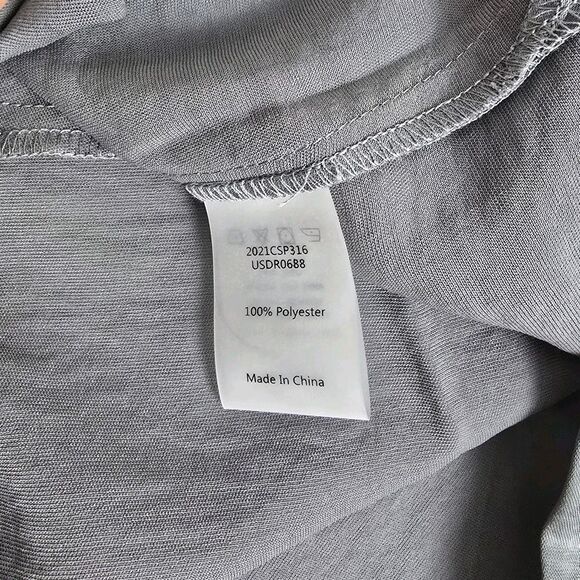 2021CSP316
USDR0688
100% Polyester
Made In China